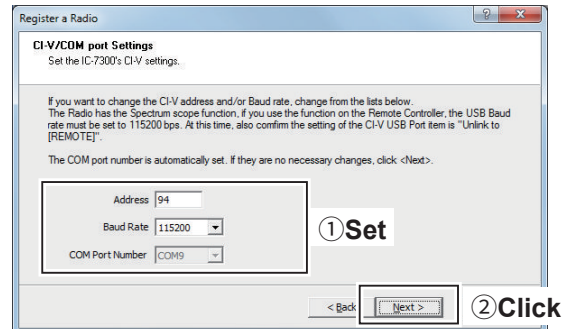 Register a Radio
CI-V/COM port Settings
Set the IC-7300's CI-V settings.
If you want to change the CI-V address and/or Baud rate, change from the lists below.
The Radio has the Spectrum scope function, if you use the function on the Remote Controller, the USB Baud
rate must be set to 115200 bps. At this time, also comfirm the setting of the CI-V USB Port item is "Unlink to
[REMOTE]".
The COM port number is automatically set. If they are no necessary changes, click <Next>.
Address 94
Baud Rate 115200
①Set
COM Port Number COM9
< Back Next > ②Click